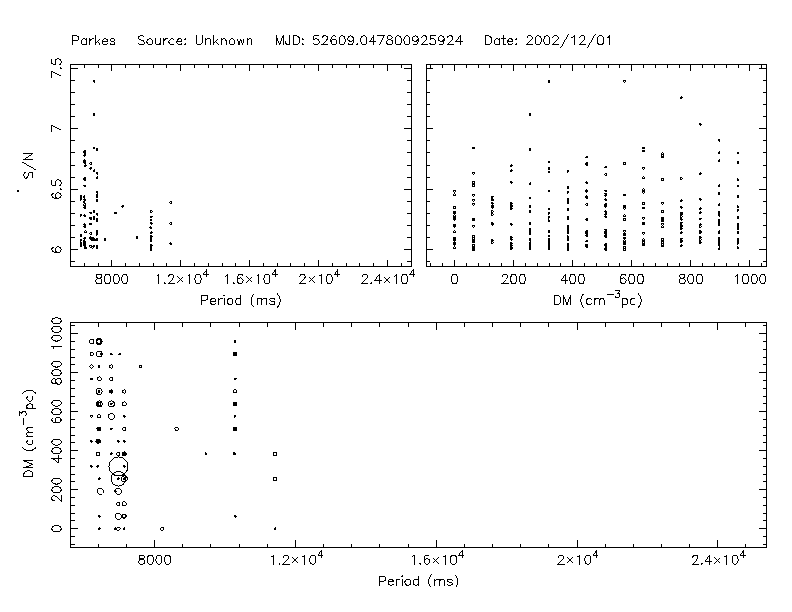 Parkes Source: Unknown MJD: 52609.047800925924 Date: 2002/12/01
7.5
7
6.5
6
S/N
8000 1.2×10⁴ 1.6×10⁴ 2×10⁴ 2.4×10⁴
Period (ms)
0 200 400 600 800 1000
DM (cm⁻³pc)
1000
800
600
400
200
0
DM (cm⁻³pc)
8000 1.2×10⁴ 1.6×10⁴ 2×10⁴ 2.4×10⁴
Period (ms)